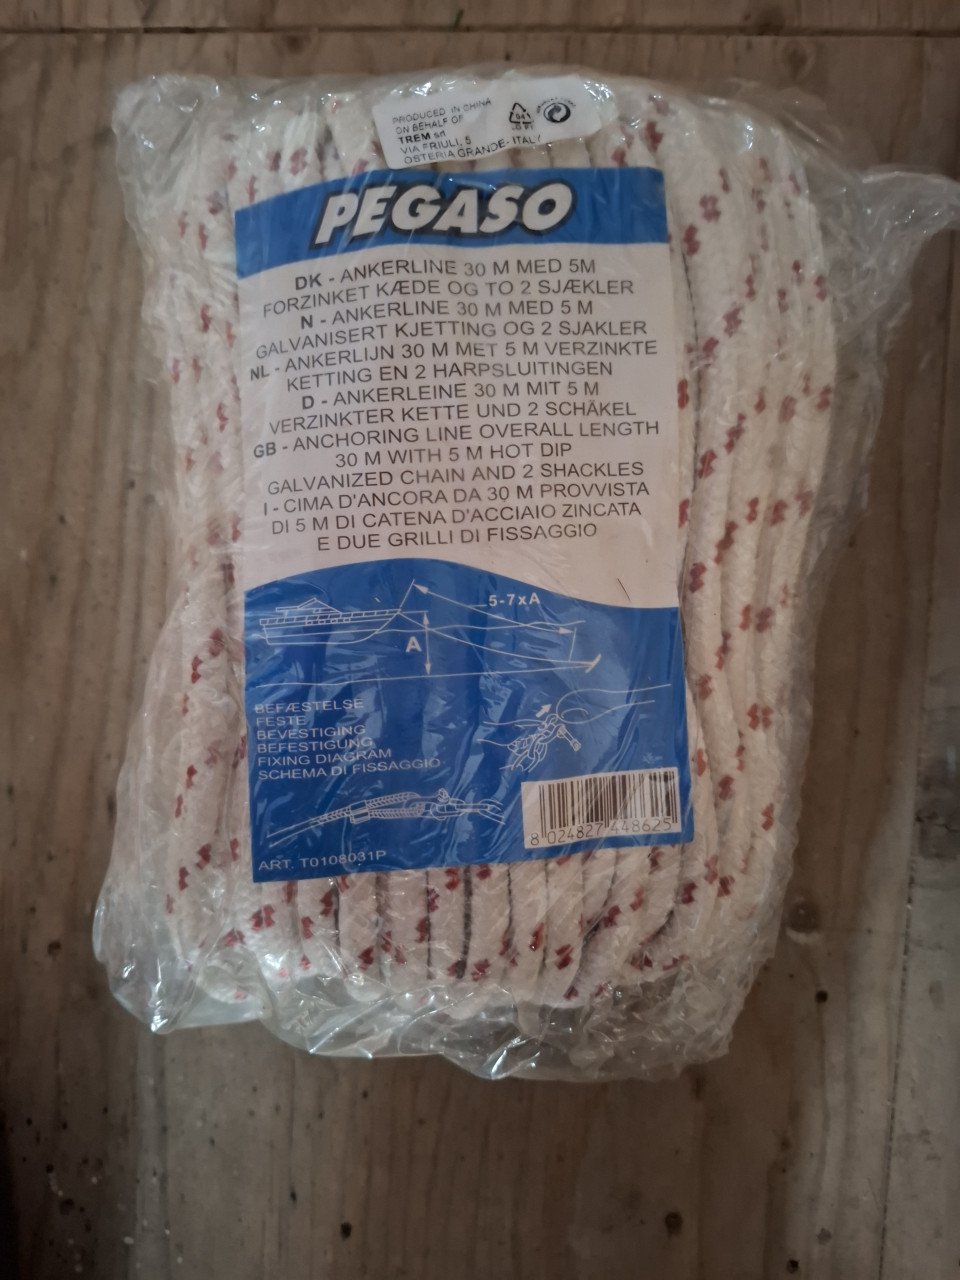 PRODUCED IN CHINA
ON BEHALF OF
TREM srl
VIA FRIULI, 5
OSTERIA GRANDE- ITALY
PEGASO
DK - ANKERLINE 30 M MED 5M
FORZINKET KÆDE OG TO 2 SJÆKLER
N - ANKERLINE 30 M MED 5 M
GALVANISERT KJETTING OG 2 SJAKLER
NL - ANKERLIJN 30 M MET 5 M VERZINKTE
KETTING EN 2 HARPSLUITINGEN
D - ANKERLEINE 30 M MIT 5 M
VERZINKTER KETTE UND 2 SCHÄKEL
GB - ANCHORING LINE OVERALL LENGTH
30 M WITH 5 M HOT DIP
GALVANIZED CHAIN AND 2 SHACKLES
I - CIMA D'ANCORA DA 30 M PROVVISTA
DI 5 M DI CATENA D'ACCIAIO ZINCATA
E DUE GRILLI DI FISSAGGIO
5-7xA
A
BEFÆSTELSE
FESTE
BEVESTIGING
BEFESTIGUNG
FIXING DIAGRAM
SCHEMA DI FISSAGGIO
8 024827 448625
ART. T0108031P